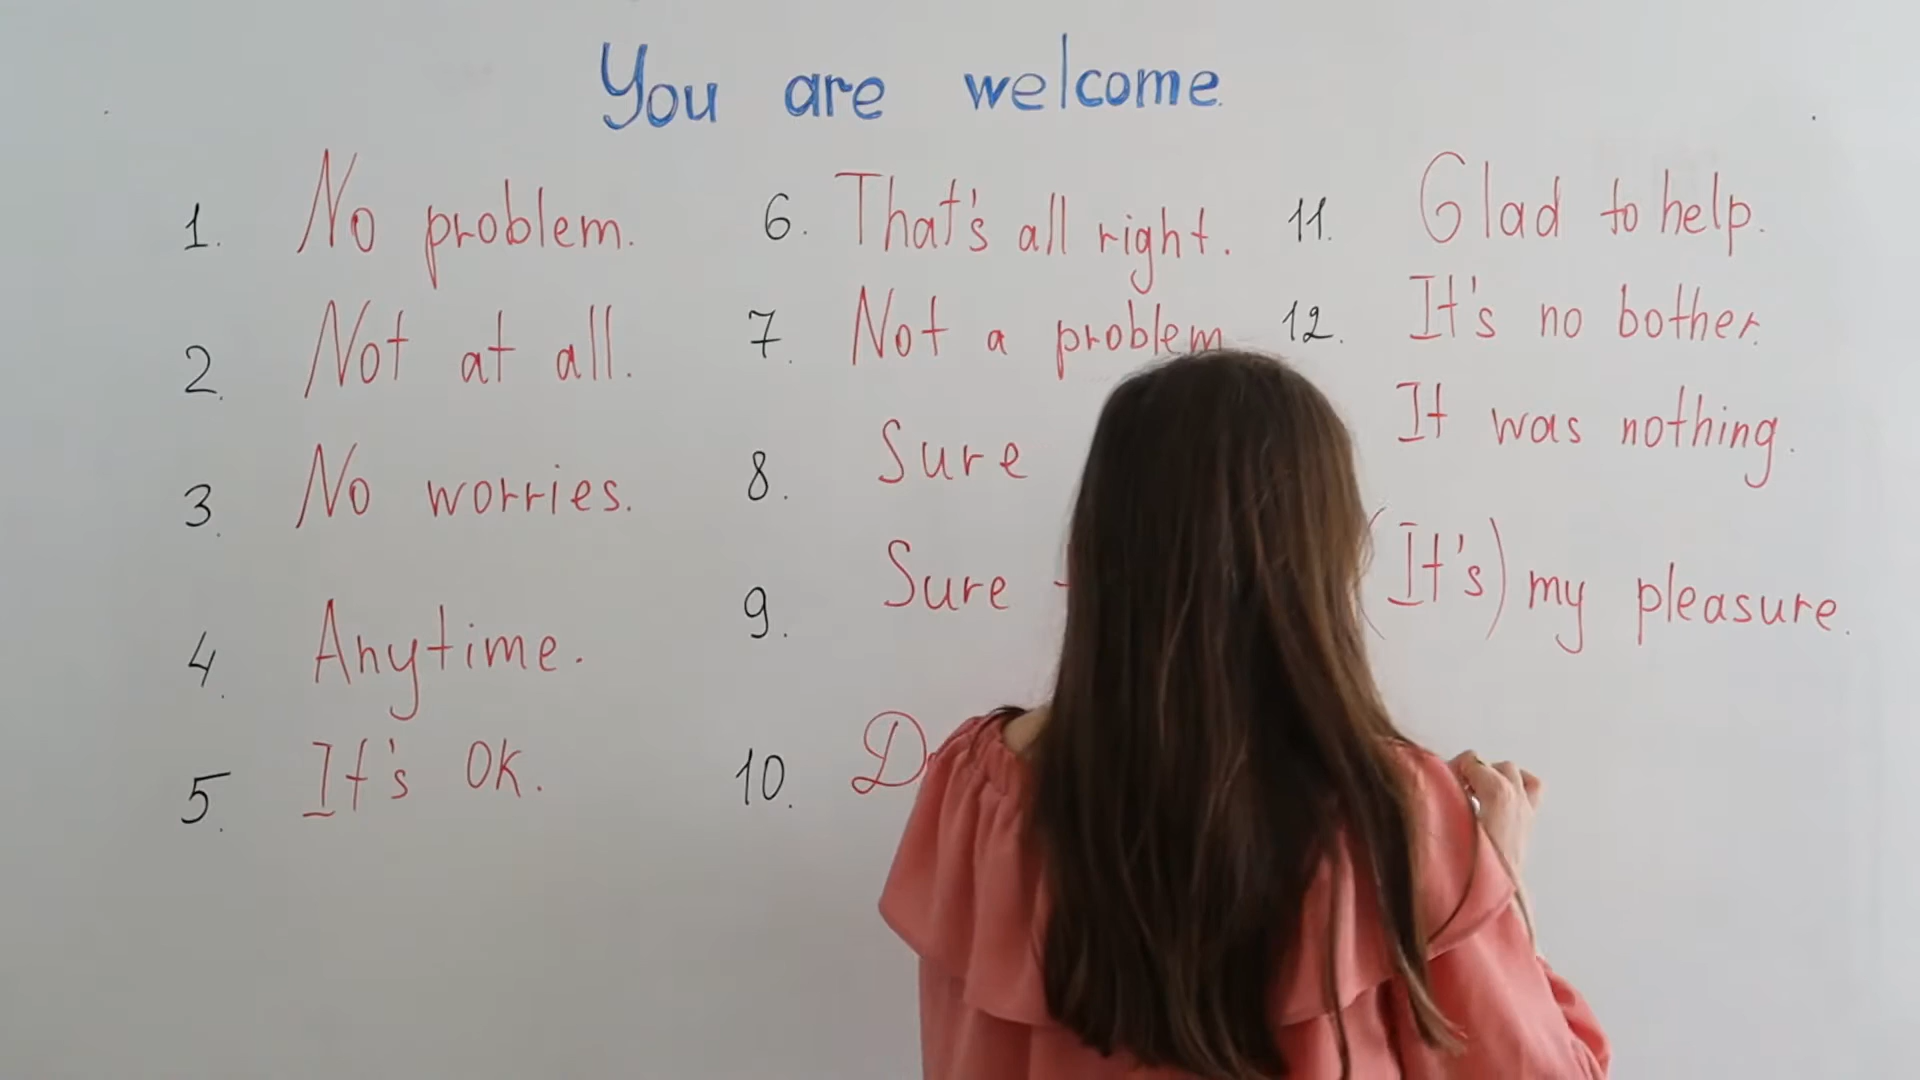 You are welcome.
1. No problem.
2. Not at all.
3. No worries.
4. Anytime.
5. It's OK.
6. That's all right.
7. Not a problem
8. Sure
9. Sure
10.
11. Glad to help.
12. It's no bother.
It was nothing.
(It's) my pleasure.